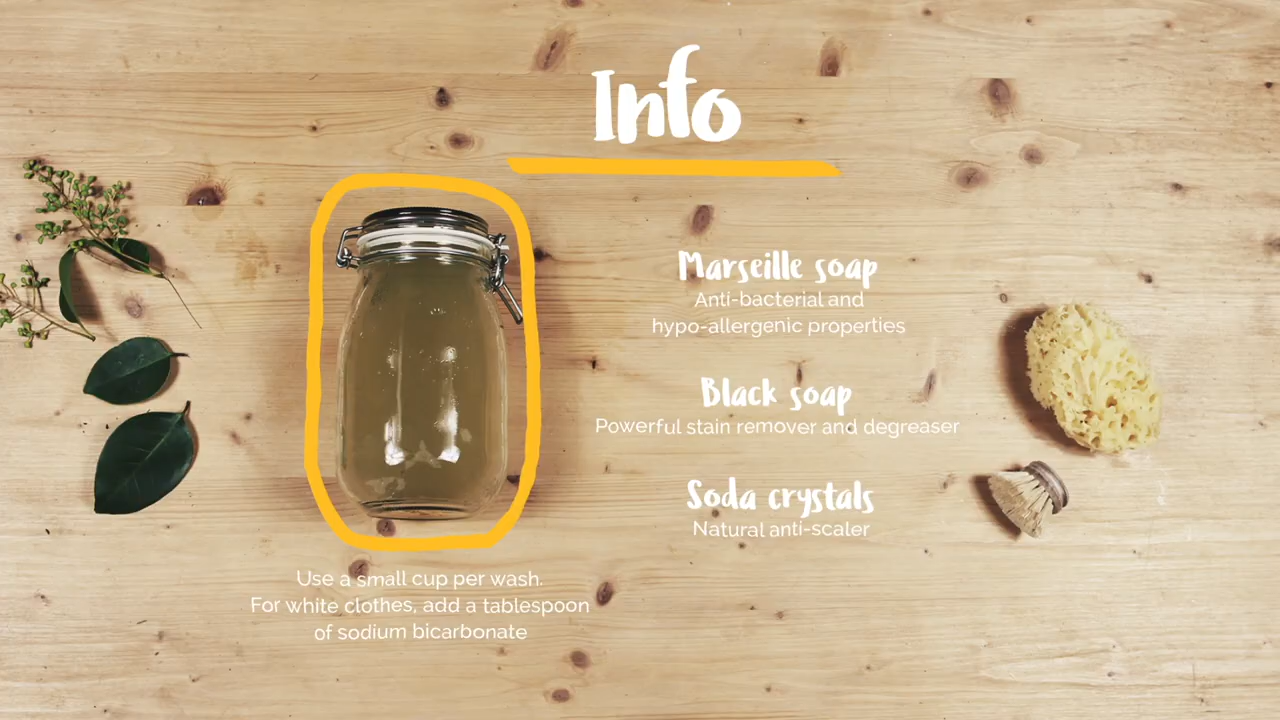 Info
Marseille soap
Anti-bacterial and
hypo-allergenic properties
Black soap
Powerful stain remover and degreaser
Soda crystals
Natural anti-scaler
Use a small cup per wash.
For white clothes, add a tablespoon
of sodium bicarbonate